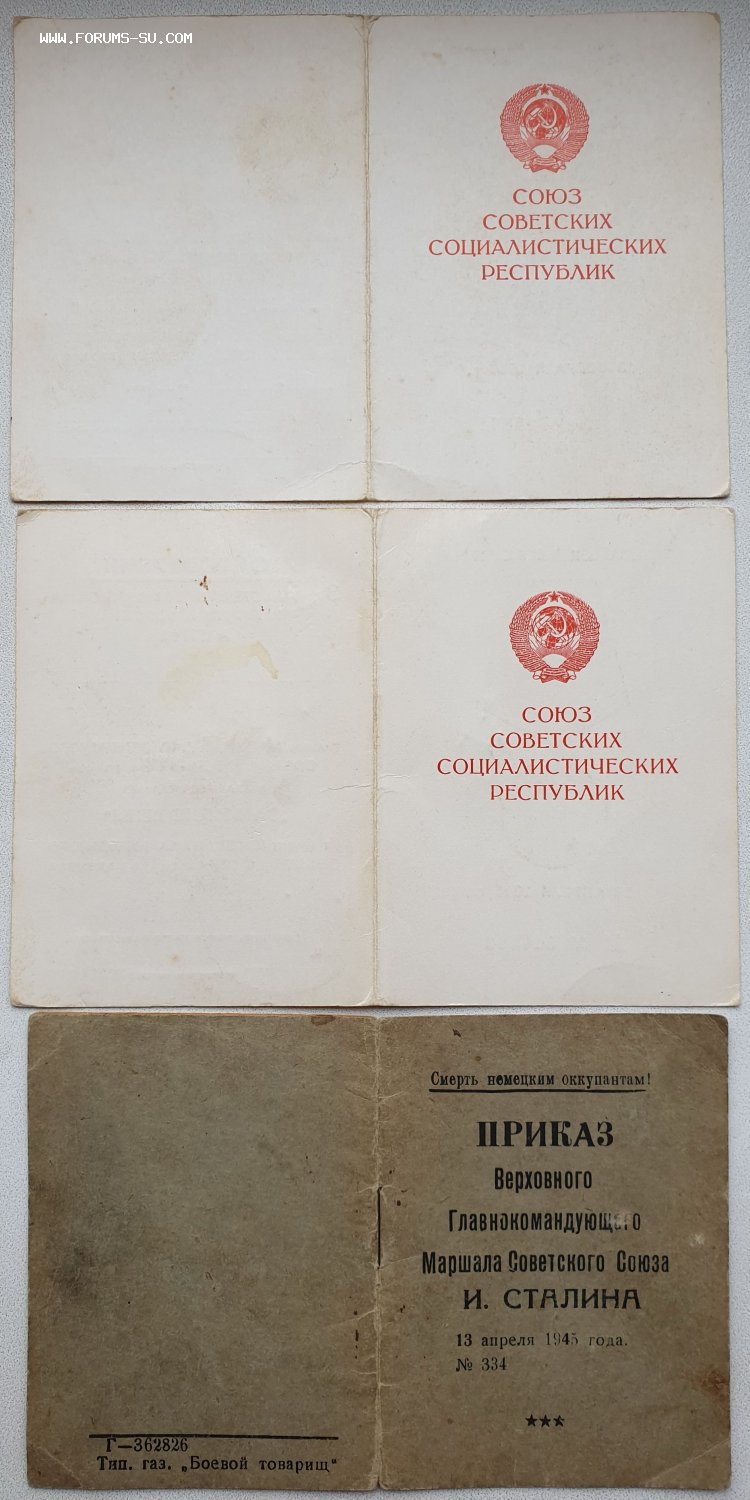 www.forums-su.com
СОЮЗ
СОВЕТСКИХ
СОЦИАЛИСТИЧЕСКИХ
РЕСПУБЛИК
СОЮЗ
СОВЕТСКИХ
СОЦИАЛИСТИЧЕСКИХ
РЕСПУБЛИК
Смерть немецким оккупантам!
ПРИКАЗ
Верховного
Главнокомандующего
Маршала Советского Союза
И. СТАЛИНА
13 апреля 1945 года.
№ 334
Г—362826
Тип. газ. „Боевой товарищ"